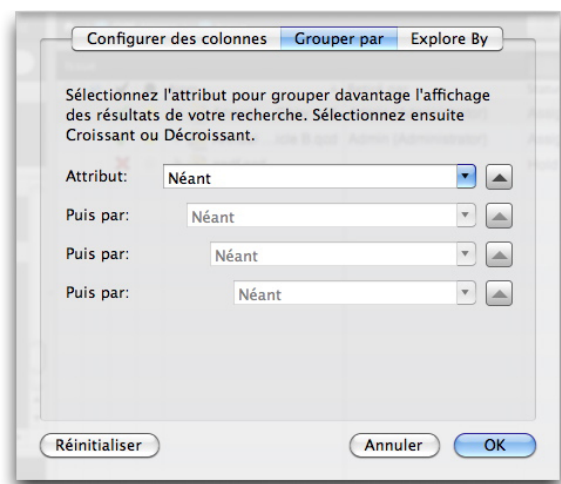 Configurer des colonnes Grouper par Explore By
Sélectionnez l'attribut pour grouper davantage l'affichage
des résultats de votre recherche. Sélectionnez ensuite
Croissant ou Décroissant.
Attribut: Néant
Puis par: Néant
Puis par: Néant
Puis par: Néant
Réinitialiser Annuler OK